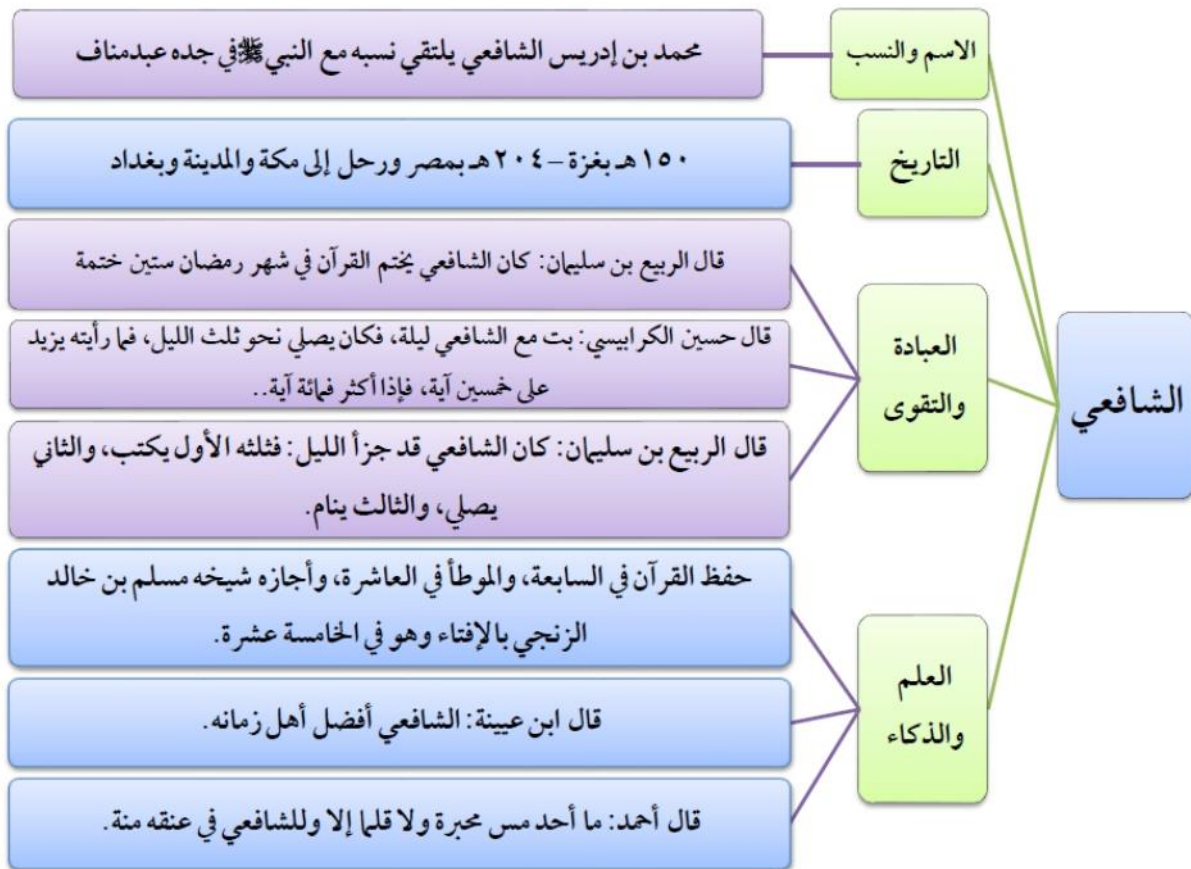 الشافعي
الاسم والنسب
محمد بن إدريس الشافعي يلتقي نسبه مع النبي ﷺ في جده عبدمناف
التاريخ
١٥٠ هـ بغزة – ٢٠٤ هـ بمصر ورحل إلى مكة والمدينة وبغداد
العبادة
والتقوى
قال الربيع بن سليمان: كان الشافعي يختم القرآن في شهر رمضان ستين ختمة
قال حسين الكرابيسي: بت مع الشافعي ليلة، فكان يصلي نحو ثلث الليل، فما رأيته يزيد
على خمسين آية، فإذا أكثر فمائة آية..
قال الربيع بن سليمان: كان الشافعي قد جزأ الليل: فثلثه الأول يكتب، والثاني
يصلي، والثالث ينام.
العلم
والذكاء
حفظ القرآن في السابعة، والموطأ في العاشرة، وأجازه شيخه مسلم بن خالد
الزنجي بالإفتاء وهو في الخامسة عشرة.
قال ابن عيينة: الشافعي أفضل أهل زمانه.
قال أحمد: ما أحد مس محبرة ولا قلما إلا وللشافعي في عنقه منة.